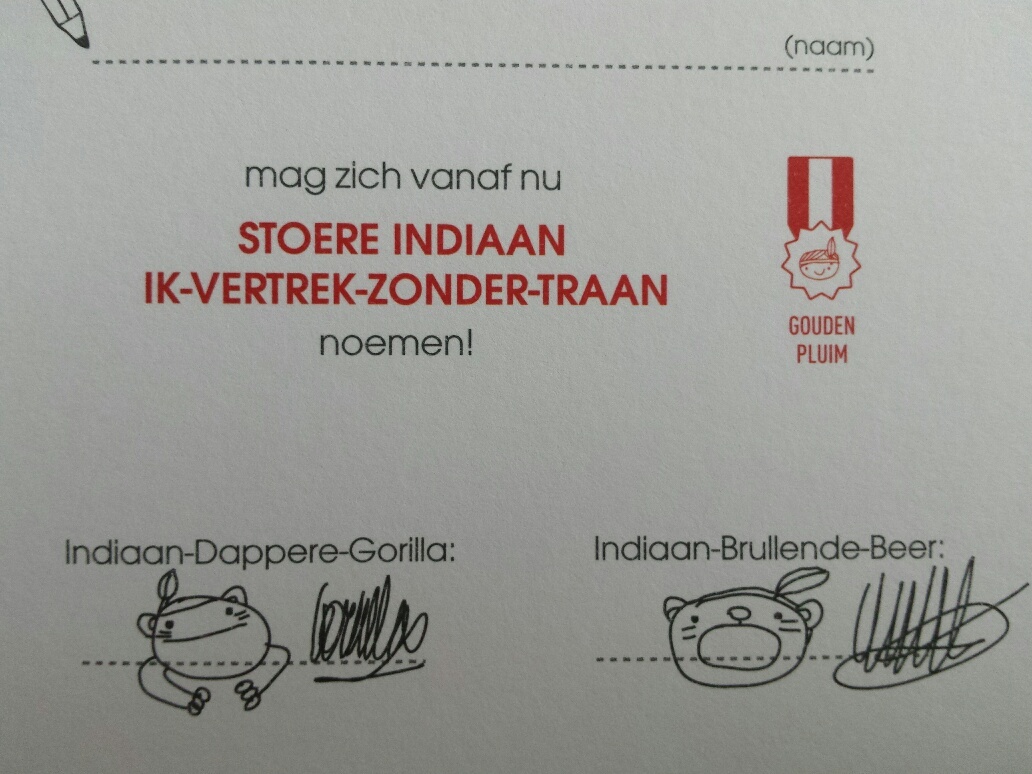 (naam)
mag zich vanaf nu
STOERE INDIAAN
IK-VERTREK-ZONDER-TRAAN
noemen!
GOUDEN
PLUIM
Indiaan-Dappere-Gorilla:
Indiaan-Brullende-Beer: